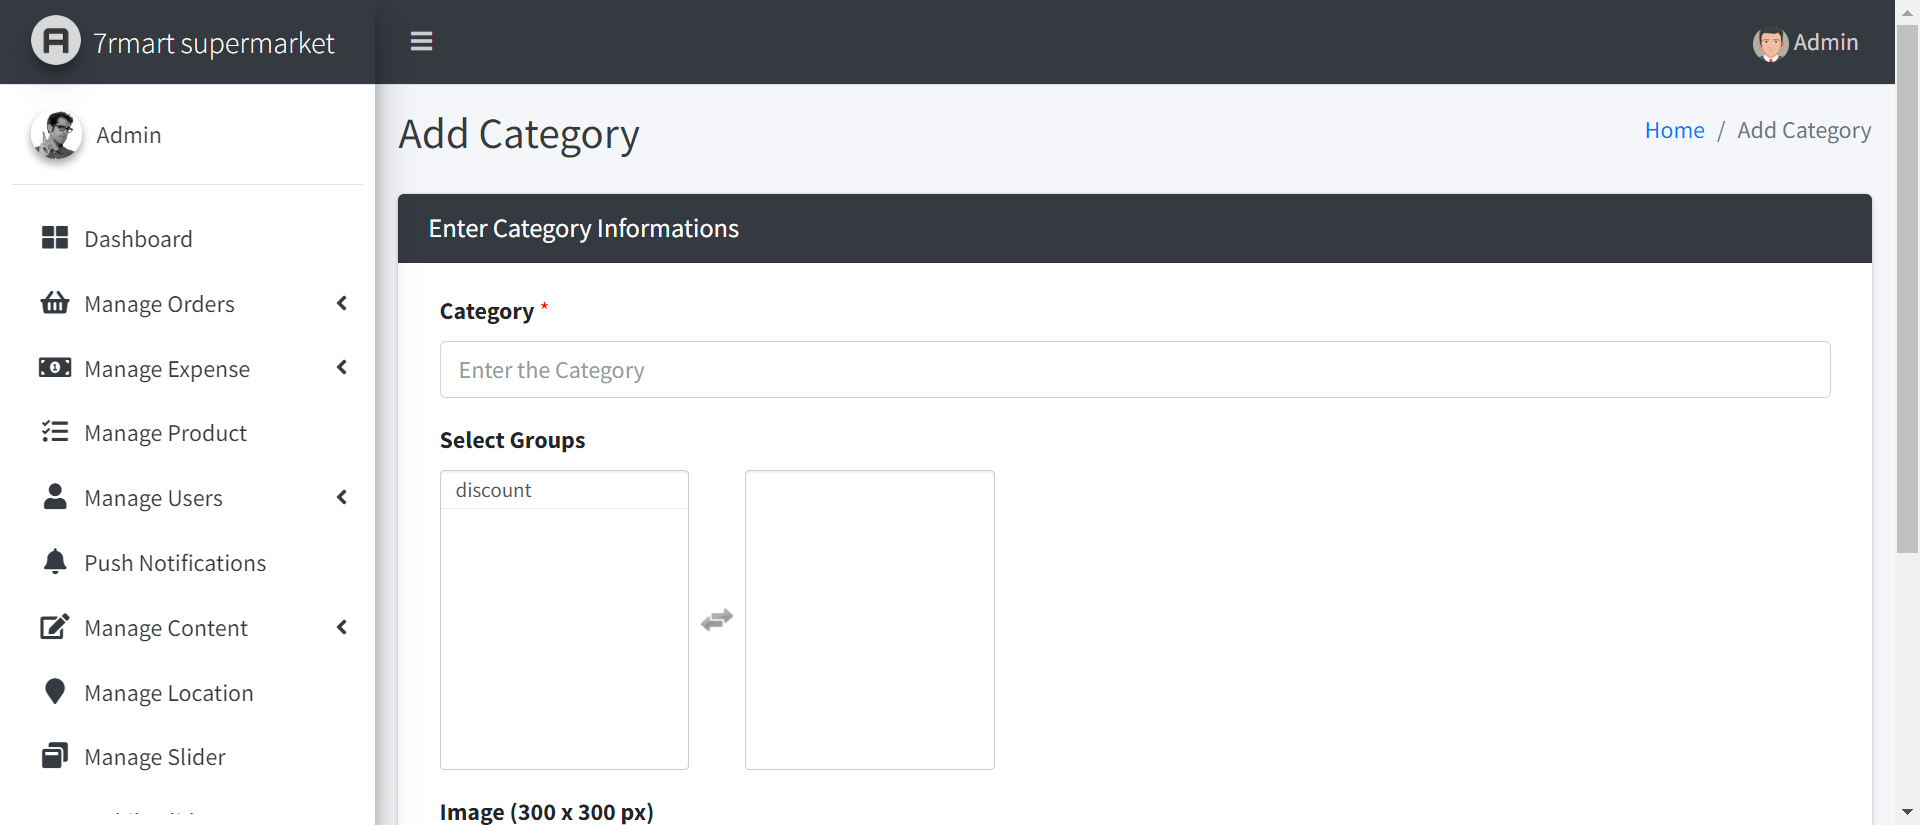 7rmart supermarket
Admin
Admin
Add Category
Home / Add Category
Dashboard
Manage Orders
Manage Expense
Manage Product
Manage Users
Push Notifications
Manage Content
Manage Location
Manage Slider
Enter Category Informations
Category *
Enter the Category
Select Groups
discount
Image (300 x 300 px)